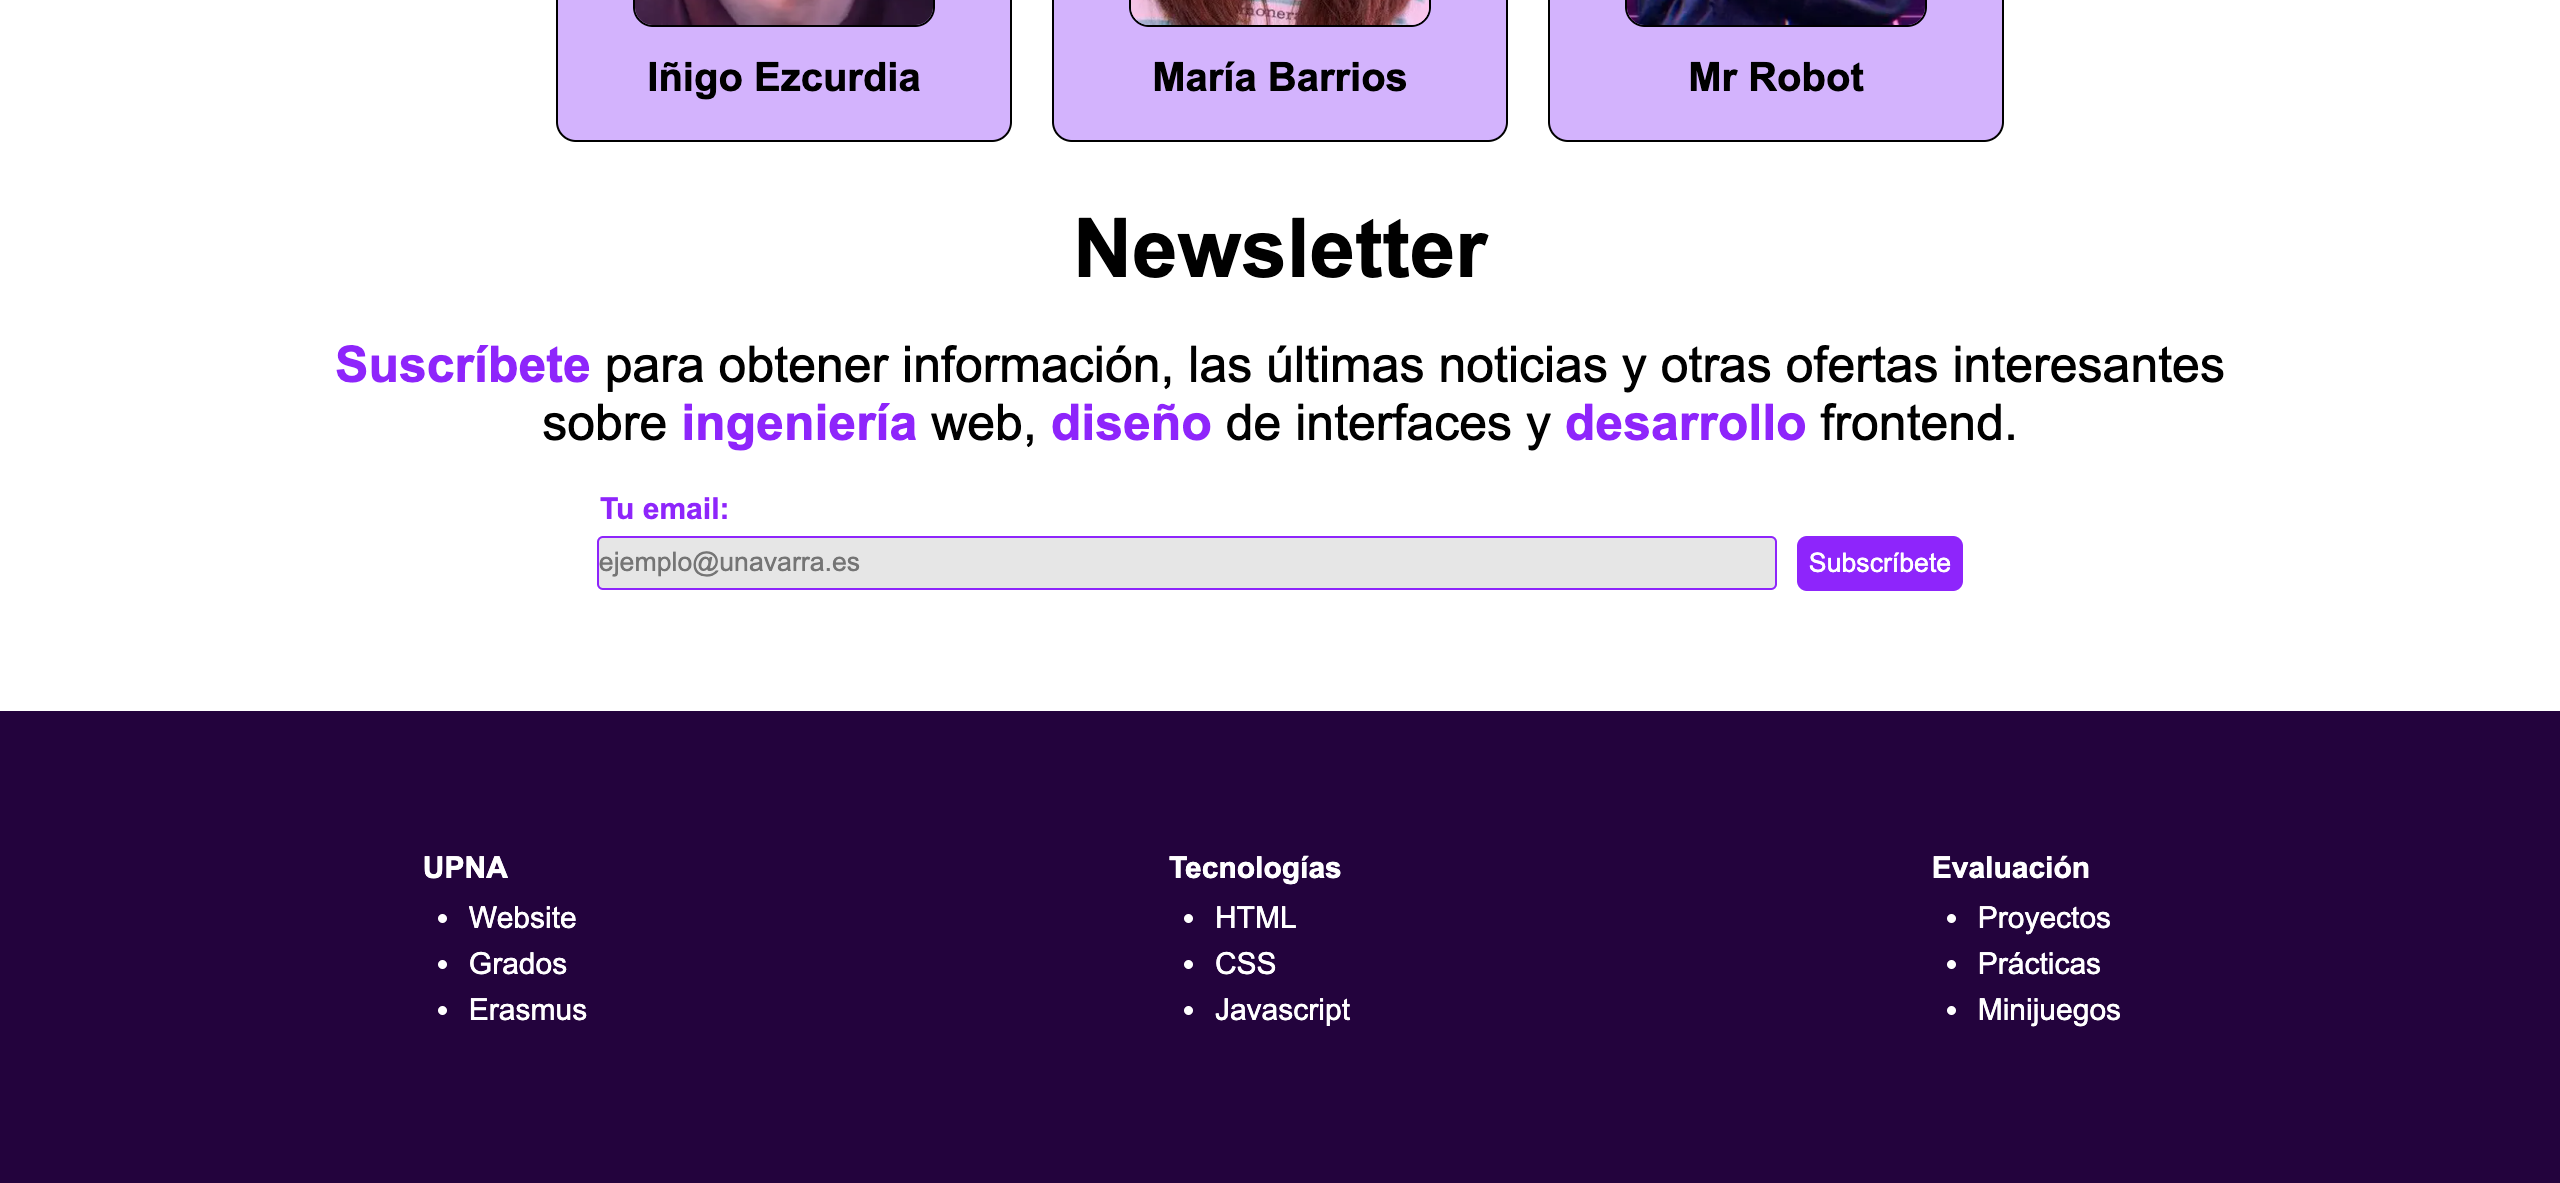 Iñigo Ezcurdia
María Barrios
Mr Robot
Newsletter
Suscríbete para obtener información, las últimas noticias y otras ofertas interesantes
sobre ingeniería web, diseño de interfaces y desarrollo frontend.
Tu email:
ejemplo@unavarra.es
Subscríbete
UPNA
• Website
• Grados
• Erasmus
Tecnologías
• HTML
• CSS
• Javascript
Evaluación
• Proyectos
• Prácticas
• Minijuegos